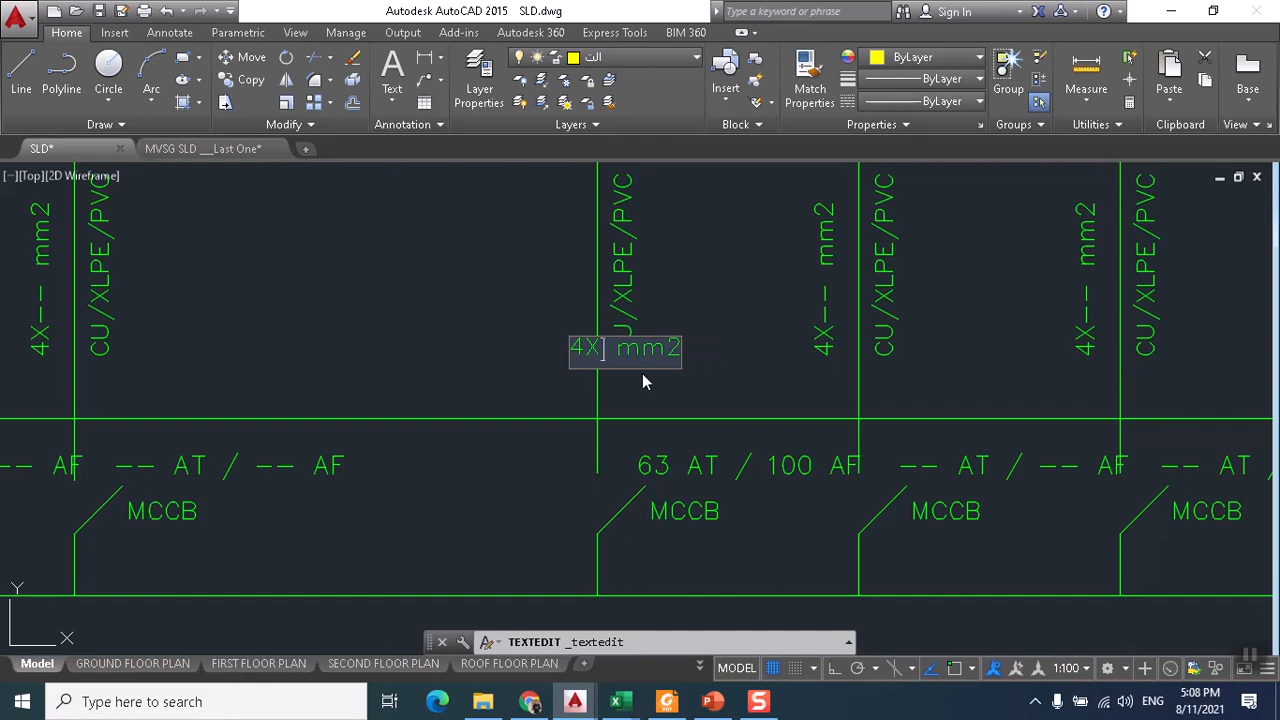 Autodesk AutoCAD 2015 SLD.dwg
Type a keyword or phrase
Sign In
Home Insert Annotate Parametric View Manage Output Add-ins Autodesk 360 Express Tools BIM 360
Line Polyline Circle Arc
Move
Copy
Text
Layer
Properties
الت
Insert
Match
Properties
ByLayer
ByLayer
ByLayer
Group
Measure
Paste
Base
Draw Modify Annotation Layers Block Properties Groups Utilities Clipboard View
SLD* MVSG SLD ___Last One*
[−][Top][2D Wireframe]
4X-- mm2
CU/XLPE/PVC
U/XLPE/PVC
4X-- mm2
CU/XLPE/PVC
4X-- mm2
CU/XLPE/PVC
4X mm2
-- AF -- AT / -- AF 63 AT / 100 AF -- AT / -- AF -- AT /
MCCB MCCB MCCB MCCB
Y
X
TEXTEDIT _textedit
Model GROUND FLOOR PLAN FIRST FLOOR PLAN SECOND FLOOR PLAN ROOF FLOOR PLAN
MODEL 1:100
Type here to search
ENG
5:08 PM
8/11/2021